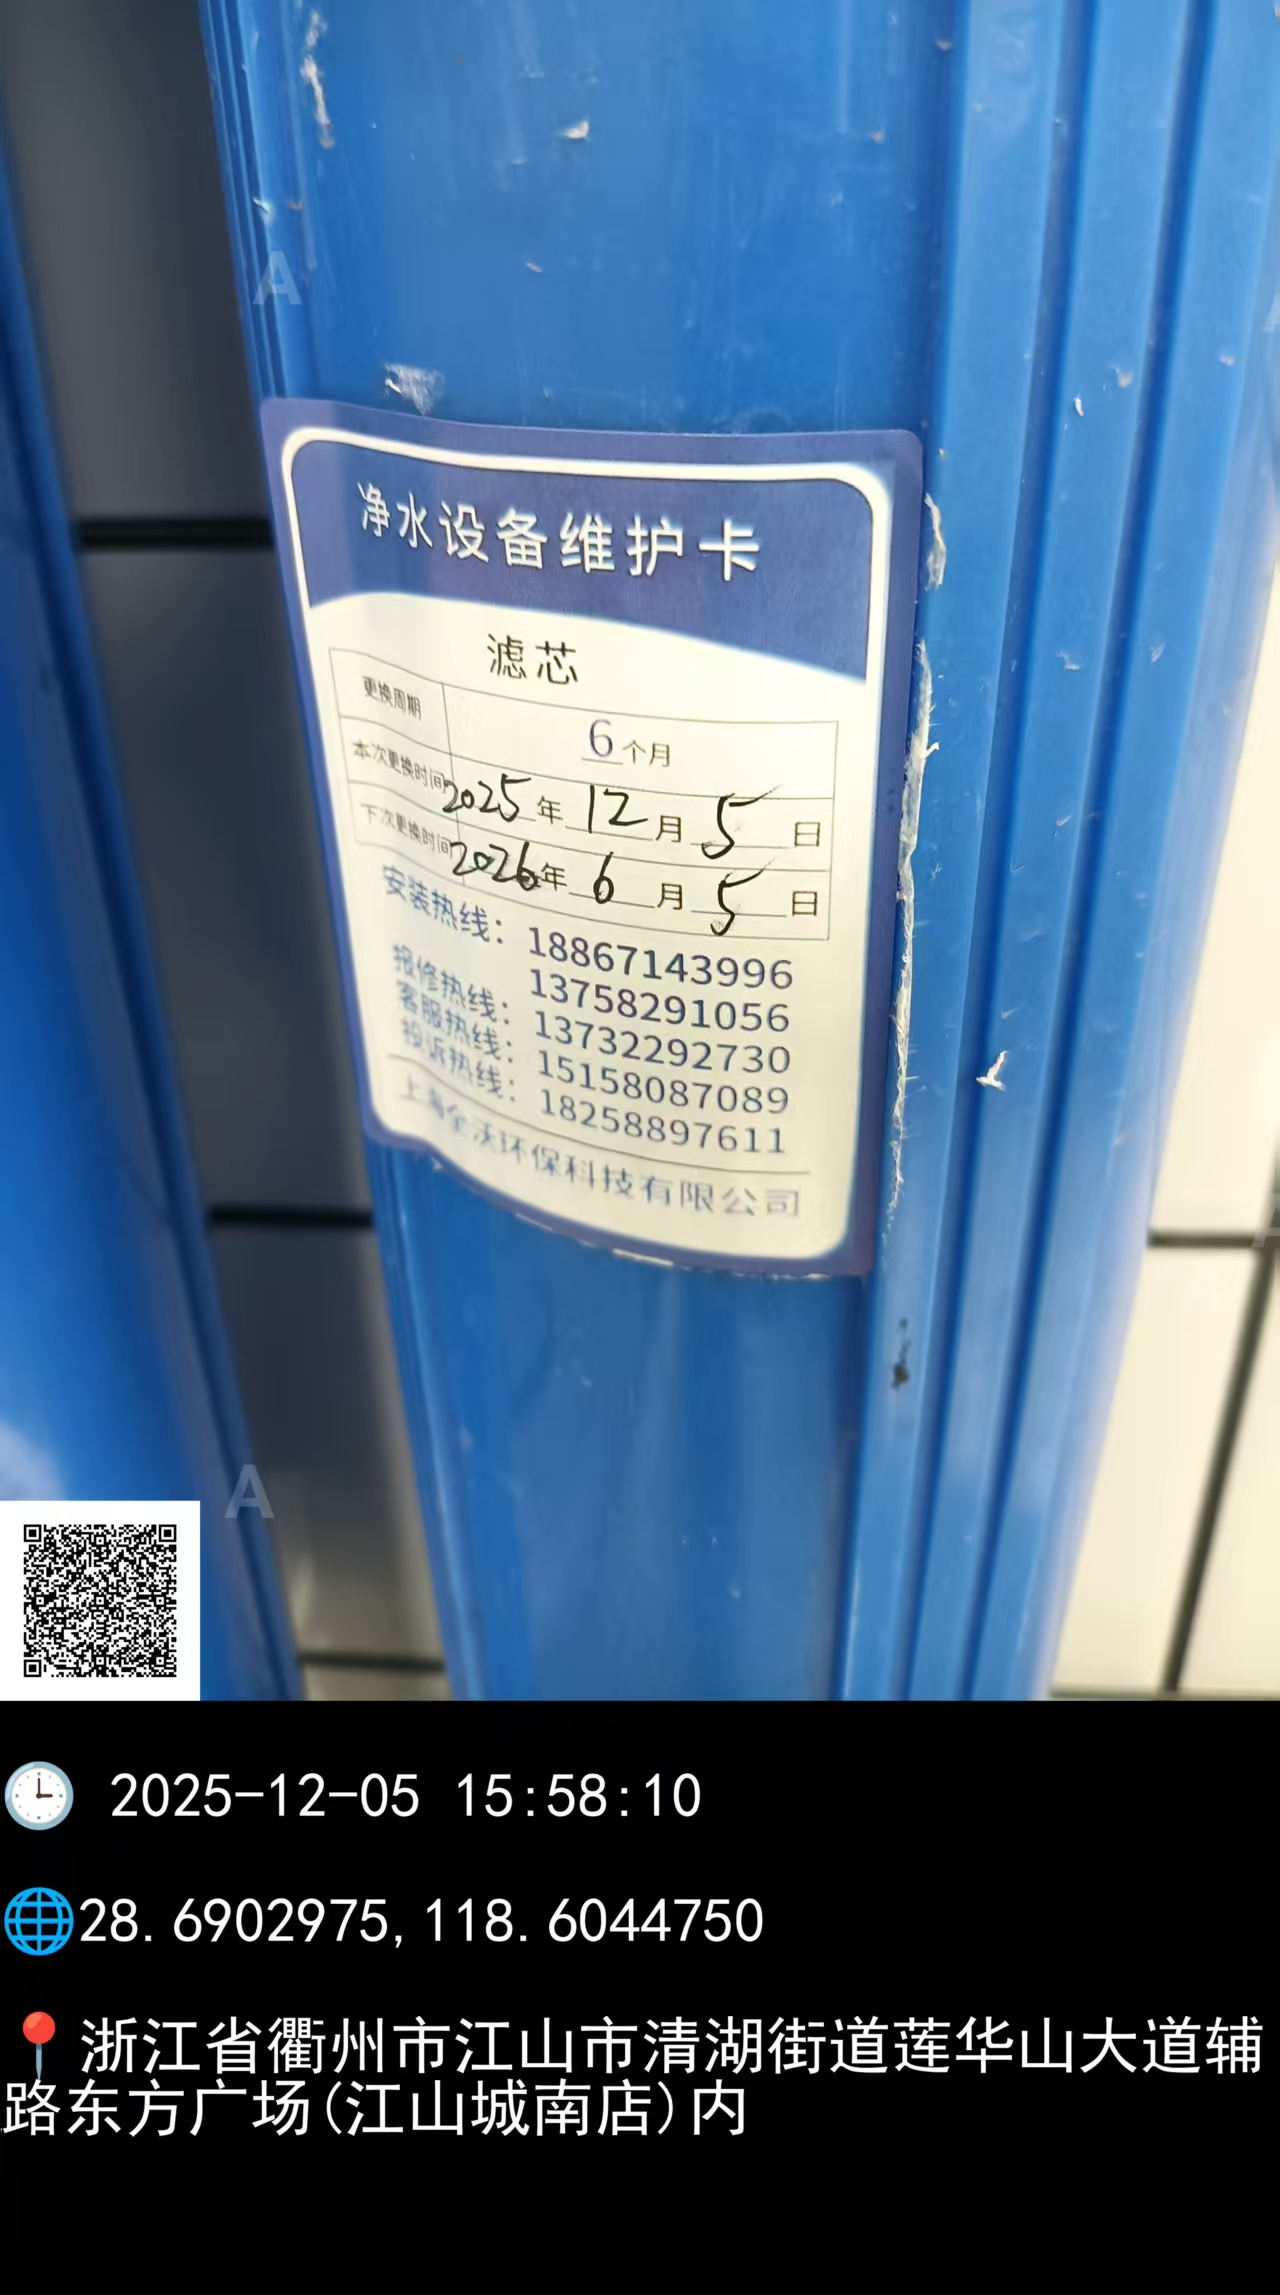 净水设备维护卡
滤芯
更换周期 6个月
本次更换时间 2025年12月5日
下次更换时间 2026年6月5日
安装热线: 18867143996
13758291056
报修热线: 13732292730
客服热线: 15158087089
投诉热线: 18258897611
上海全沃环保科技有限公司
A
A
2025-12-05 15:58:10
28.6902975,118.6044750
浙江省衢州市江山市清湖街道莲华山大道辅
路东方广场(江山城南店)内